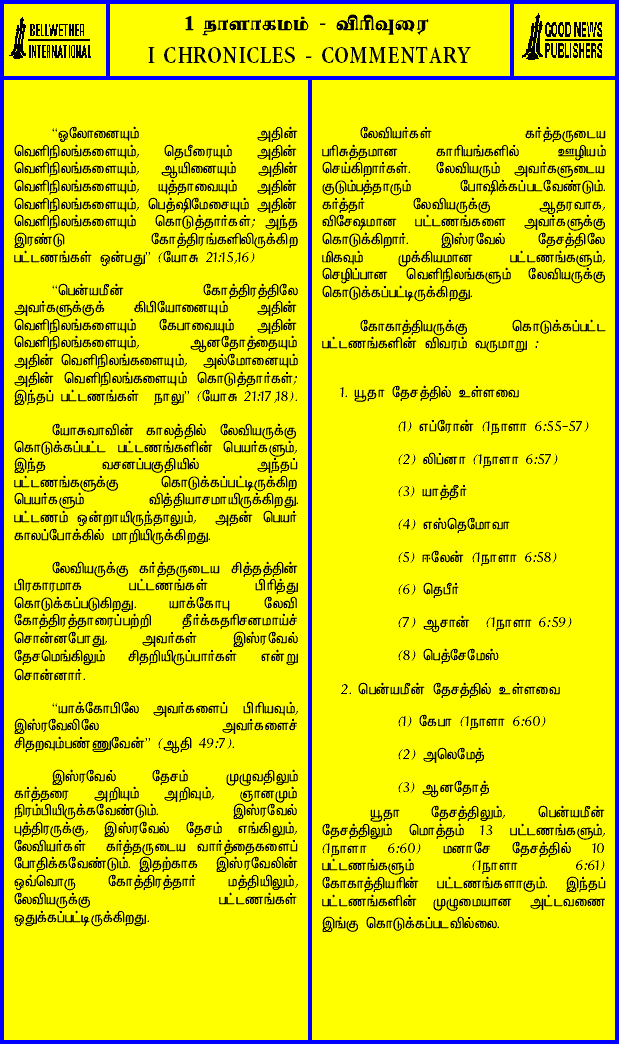 BELLWETHER
INTERNATIONAL
1 நாளாகமம் - விரிவுரை
I CHRONICLES - COMMENTARY
GOOD NEWS
PUBLISHERS
“ஓலோனையும் அதின்
வெளிநிலங்களையும், தெபீரையும் அதின்
வெளிநிலங்களையும், ஆயினையும் அதின்
வெளிநிலங்களையும், யுத்தாவையும் அதின்
வெளிநிலங்களையும், பெத்ஷிமேசையும் அதின்
வெளிநிலங்களையும் கொடுத்தார்கள்; அந்த
இரண்டு கோத்திரங்களிலிருக்கிற
பட்டணங்கள் ஒன்பது” (யோசு 21:15,16)
“பென்யமீன் கோத்திரத்திலே
அவர்களுக்குக் கிபியோனையும் அதின்
வெளிநிலங்களையும் கேபாவையும் அதின்
வெளிநிலங்களையும், ஆனதோத்தையும்
அதின் வெளிநிலங்களையும், அல்மோனையும்
அதின் வெளிநிலங்களையும் கொடுத்தார்கள்;
இந்தப் பட்டணங்கள் நாலு” (யோசு 21:17,18).
யோசுவாவின் காலத்தில் லேவியருக்கு
கொடுக்கப்பட்ட பட்டணங்களின் பெயர்களும்,
இந்த வசனப்பகுதியில் அந்தப்
பட்டணங்களுக்கு கொடுக்கப்பட்டிருக்கிற
பெயர்களும் வித்தியாசமாயிருக்கிறது.
பட்டணம் ஒன்றாயிருந்தாலும், அதன் பெயர்
காலப்போக்கில் மாறியிருக்கிறது.
லேவியருக்கு கர்த்தருடைய சித்தத்தின்
பிரகாரமாக பட்டணங்கள் பிரித்து
கொடுக்கப்படுகிறது. யாக்கோபு லேவி
கோத்திரத்தாரைப்பற்றி தீர்க்கதரிசனமாய்ச்
சொன்னபோது, அவர்கள் இஸ்ரவேல்
தேசமெங்கிலும் சிதறியிருப்பார்கள் என்று
சொன்னார்.
“யாக்கோபிலே அவர்களைப் பிரியவும்,
இஸ்ரவேலிலே அவர்களைச்
சிதறவும்பண்ணுவேன்” (ஆதி 49:7).
இஸ்ரவேல் தேசம் முழுவதிலும்
கர்த்தரை அறியும் அறிவும், ஞானமும்
நிரம்பியிருக்கவேண்டும். இஸ்ரவேல்
புத்திரருக்கு, இஸ்ரவேல் தேசம் எங்கிலும்,
லேவியர்கள் கர்த்தருடைய வார்த்தைகளைப்
போதிக்கவேண்டும். இதற்காக இஸ்ரவேலின்
ஒவ்வொரு கோத்திரத்தார் மத்தியிலும்,
லேவியருக்கு பட்டணங்கள்
ஒதுக்கப்பட்டிருக்கிறது.
லேவியர்கள் கர்த்தருடைய
பரிசுத்தமான காரியங்களில் ஊழியம்
செய்கிறார்கள். லேவியரும் அவர்களுடைய
குடும்பத்தாரும் போஷிக்கப்படவேண்டும்.
கர்த்தர் லேவியருக்கு ஆதரவாக,
விசேஷமான பட்டணங்களை அவர்களுக்கு
கொடுக்கிறார். இஸ்ரவேல் தேசத்திலே
மிகவும் முக்கியமான பட்டணங்களும்,
செழிப்பான வெளிநிலங்களும் லேவியருக்கு
கொடுக்கப்பட்டிருக்கிறது.
கோகாத்தியருக்கு கொடுக்கப்பட்ட
பட்டணங்களின் விவரம் வருமாறு :
1. யூதா தேசத்தில் உள்ளவை
(1) எப்ரோன் (1நாளா 6:55-57)
(2) லிப்னா (1நாளா 6:57)
(3) யாத்தீர்
(4) எஸ்தெமோவா
(5) ஈலேன் (1நாளா 6:58)
(6) தெபீர்
(7) ஆசான் (1நாளா 6:59)
(8) பெத்சேமேஸ்
2. பென்யமீன் தேசத்தில் உள்ளவை
(1) கேபா (1நாளா 6:60)
(2) அலெமேத்
(3) ஆனதோத்
யூதா தேசத்திலும், பென்யமீன்
தேசத்திலும் மொத்தம் 13 பட்டணங்களும்,
(1நாளா 6:60) மனாசே தேசத்தில் 10
பட்டணங்களும் (1நாளா 6:61)
கோகாத்தியரின் பட்டணங்களாகும். இந்தப்
பட்டணங்களின் முழுமையான அட்டவணை
இங்கு கொடுக்கப்படவில்லை.